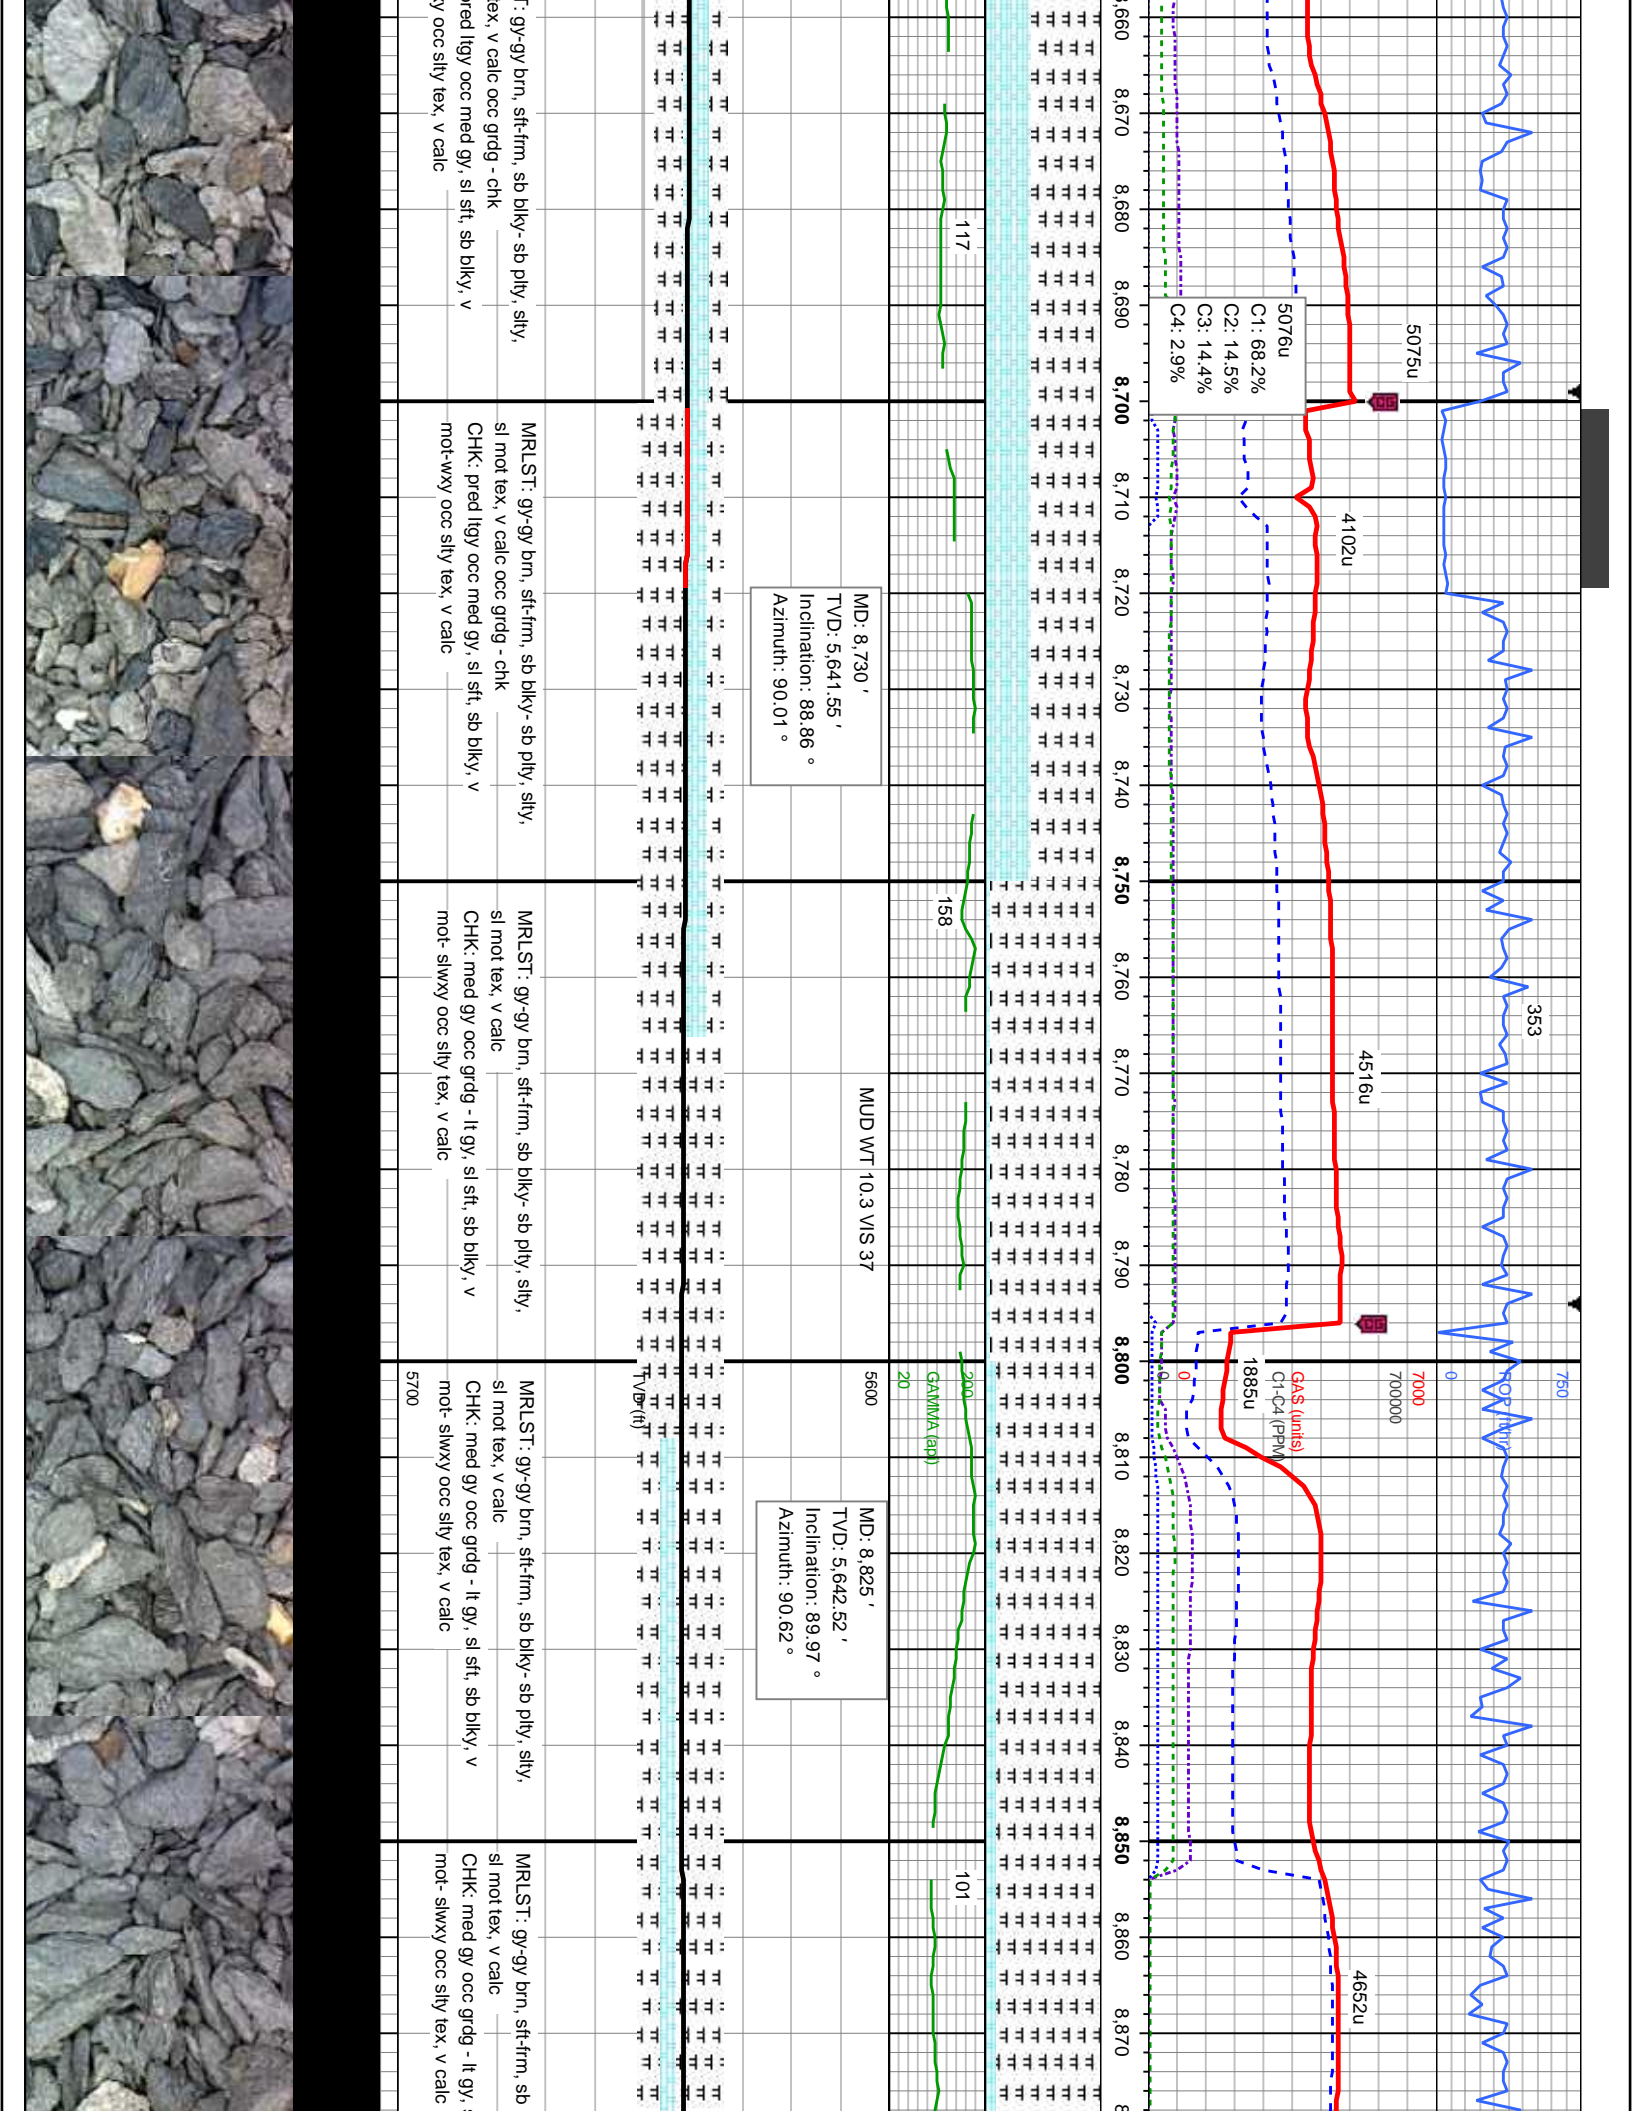 750
ROP (ft/hr)
0
353
7000
700000
GAS (units)
C1-C4 (PPM)
0
0
5075u
4102u
4516u
1885u
4652u
5076u
C1: 68.2%
C2: 14.5%
C3: 14.4%
C4: 2.9%
8,670
8,680
8,690
8,700
8,710
8,720
8,730
8,740
8,750
8,760
8,770
8,780
8,790
8,800
8,810
8,820
8,830
8,840
8,850
8,860
8,870
117
158
101
200
GAMMA (api)
20
MD: 8,730 '
TVD: 5,641.55 '
Inclination: 88.86 °
Azimuth: 90.01 °
MUD WT 10.3 VIS 37
MD: 8,825 '
TVD: 5,642.52 '
Inclination: 89.97 °
Azimuth: 90.62 °
5600
TVD (ft)
5700
gy-gy brn, sft-frm, sb blky- sb plty, slty,
tex, v calc occ grdg - chk
pred ltgy occ med gy, sl sft, sb blky, v
occ slty tex, v calc
MRLST: gy-gy brn, sft-frm, sb blky- sb plty, slty,
sl mot tex, v calc occ grdg - chk
CHK: pred ltgy occ med gy, sl sft, sb blky, v
mot-wxy occ slty tex, v calc
MRLST: gy-gy brn, sft-frm, sb blky- sb plty, slty,
sl mot tex, v calc
CHK: med gy occ grdg - lt gy, sl sft, sb blky, v
mot- slwxy occ slty tex, v calc
MRLST: gy-gy brn, sft-frm, sb blky- sb plty, slty,
sl mot tex, v calc
CHK: med gy occ grdg - lt gy, sl sft, sb blky, v
mot- slwxy occ slty tex, v calc
MRLST: gy-gy brn, sft-frm, sb
sl mot tex, v calc
CHK: med gy occ grdg - lt gy,
mot- slwxy occ slty tex, v calc